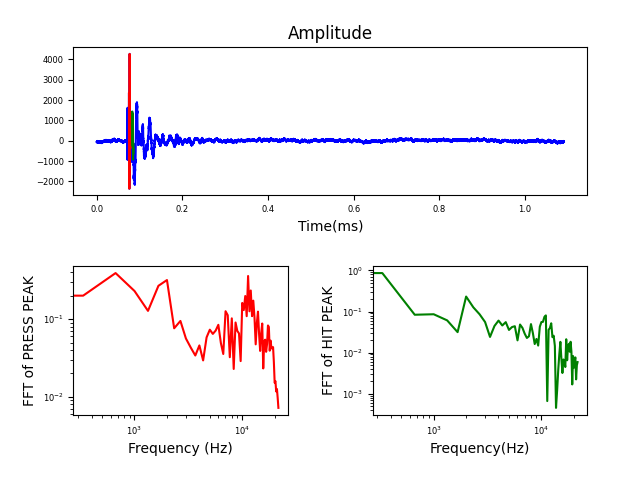 Amplitude
4000
3000
2000
1000
0
−1000
−2000
0.0 0.2 0.4 0.6 0.8 1.0
Time(ms)
FFT of PRESS PEAK
10⁻¹
10⁻²
10³ 10⁴
Frequency (Hz)
FFT of HIT PEAK
10⁰
10⁻¹
10⁻²
10⁻³
10³ 10⁴
Frequency(Hz)